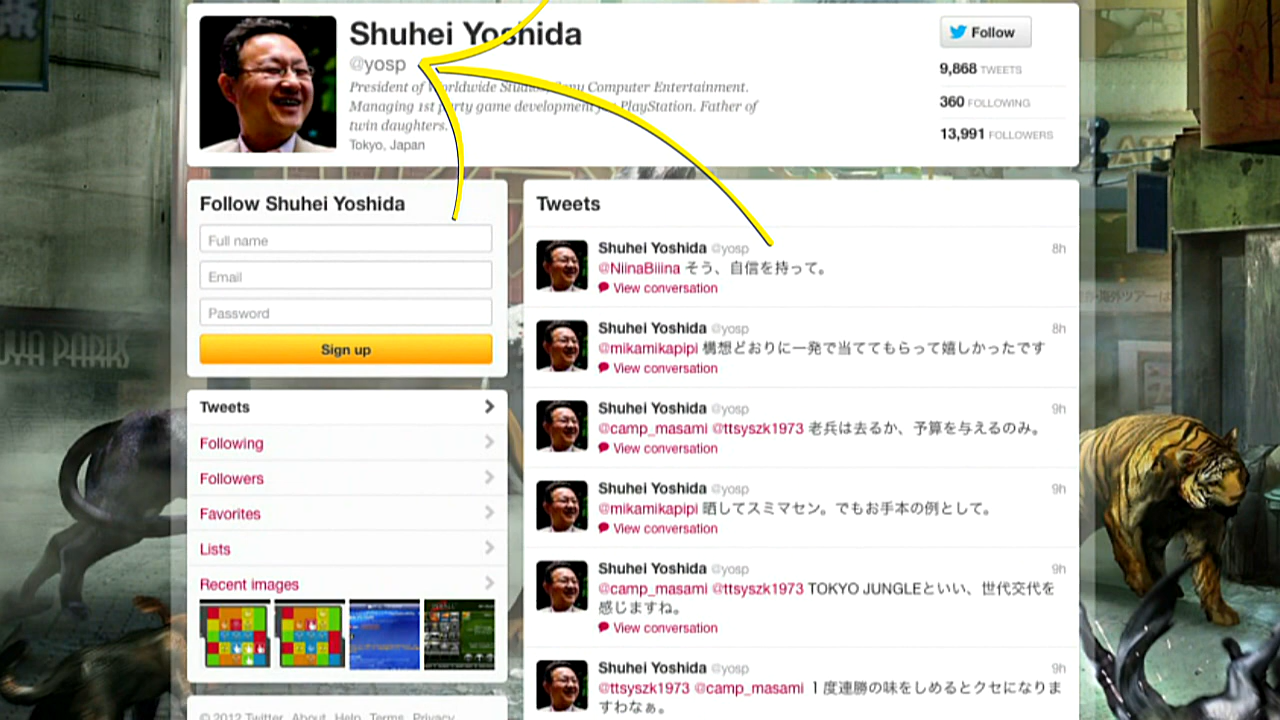 Shuhei Yoshida
@yosp
President of Worldwide Studios, Sony Computer Entertainment.
Managing 1st party game development for PlayStation. Father of
twin daughters.
Tokyo, Japan
Follow
9,868 TWEETS
360 FOLLOWING
13,991 FOLLOWERS
Follow Shuhei Yoshida
Full name
Email
Password
Sign up
Tweets
Following
Followers
Favorites
Lists
Recent images
© 2012 Twitter About Help Terms Privacy
Tweets
Shuhei Yoshida @yosp 8h
@NiinaBiiina そう、自信を持って。
View conversation
Shuhei Yoshida @yosp 8h
@mikamikapipi 構想どおりに一発で当ててもらって嬉しかったです
View conversation
Shuhei Yoshida @yosp 9h
@camp_masami @ttsyszk1973 老兵は去るか、予算を与えるのみ。
View conversation
Shuhei Yoshida @yosp 9h
@mikamikapipi 晒してスミマセン。でもお手本の例として。
View conversation
Shuhei Yoshida @yosp 9h
@camp_masami @ttsyszk1973 TOKYO JUNGLEといい、世代交代を
感じますね。
View conversation
Shuhei Yoshida @yosp 9h
@ttsyszk1973 @camp_masami １度連勝の味をしめるとクセになりま
すわなぁ。
PARKS